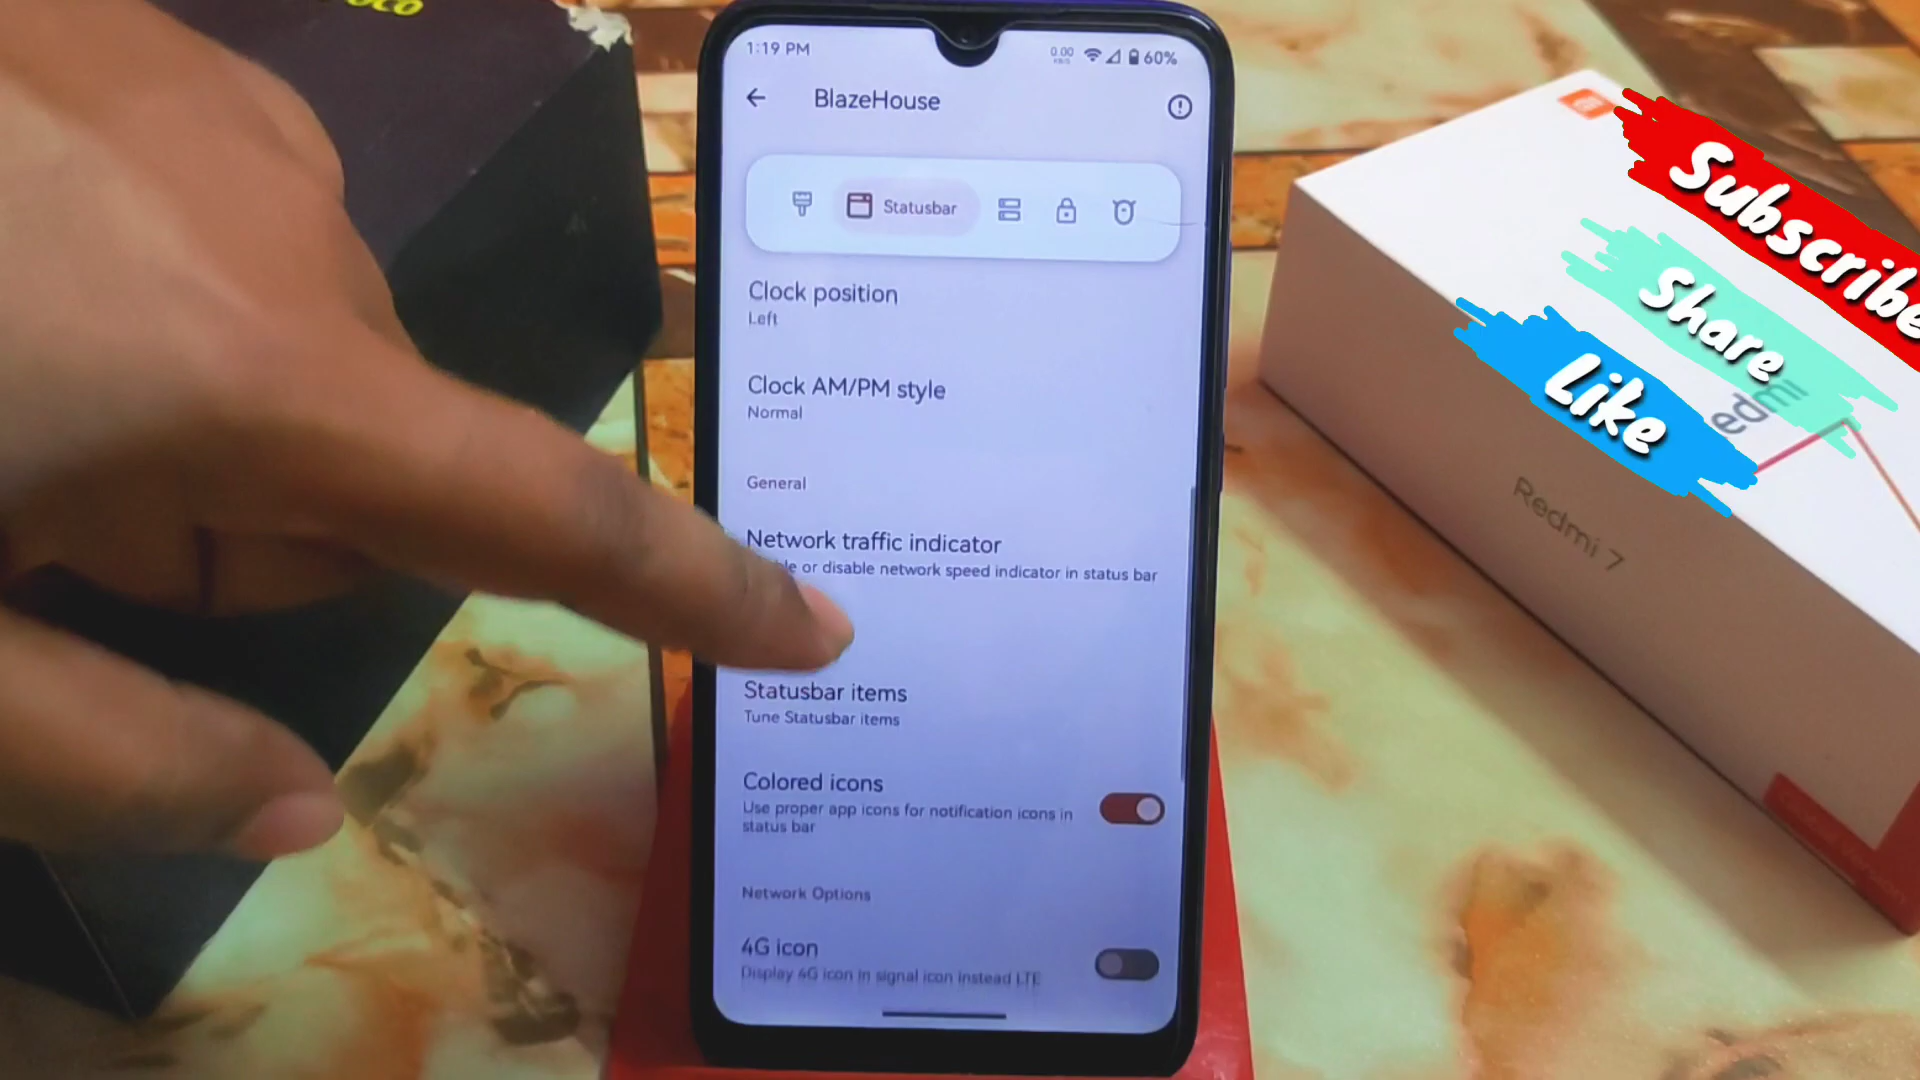 oco
1:19 PM
0.00
KB/S
60%
BlazeHouse
Statusbar
Clock position
Left
Clock AM/PM style
Normal
General
Network traffic indicator
or disable network speed indicator in status bar
Statusbar items
Tune Statusbar items
Colored icons
Use proper app icons for notification icons in
status bar
Network Options
4G icon
Display 4G icon in signal icon instead LTE
Subscribe
Share
Like
edmi
Redmi 7